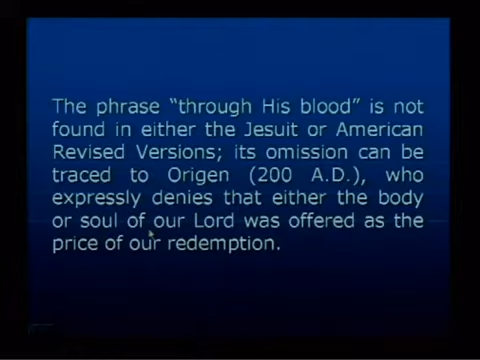 The phrase “through His blood” is not
found in either the Jesuit or American
Revised Versions; its omission can be
traced to Origen (200 A.D.), who
expressly denies that either the body
or soul of our Lord was offered as the
price of our redemption.